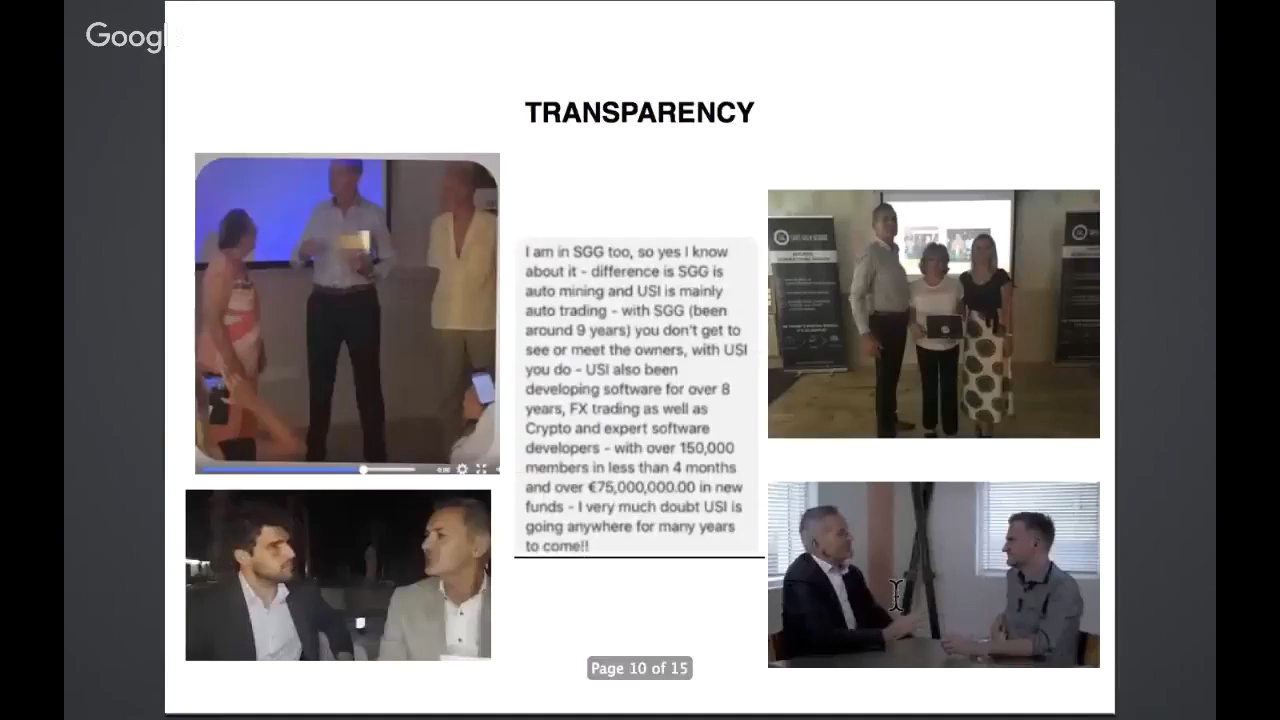 Google
TRANSPARENCY
I am in SGG too, so yes I know
about it - difference is SGG is
auto mining and USI is mainly
auto trading - with SGG (been
around 9 years) you don't get to
see or meet the owners, with USI
you do - USI also been
developing software for over 8
years, FX trading as well as
Crypto and expert software
developers - with over 150,000
members in less than 4 months
and over €75,000,000.00 in new
funds - I very much doubt USI is
going anywhere for many years
to come!!
Page 10 of 15